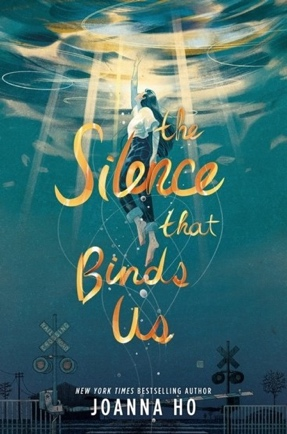 the
Silence
that
Binds
Us
NEW YORK TIMES BESTSELLING AUTHOR
JOANNA HO